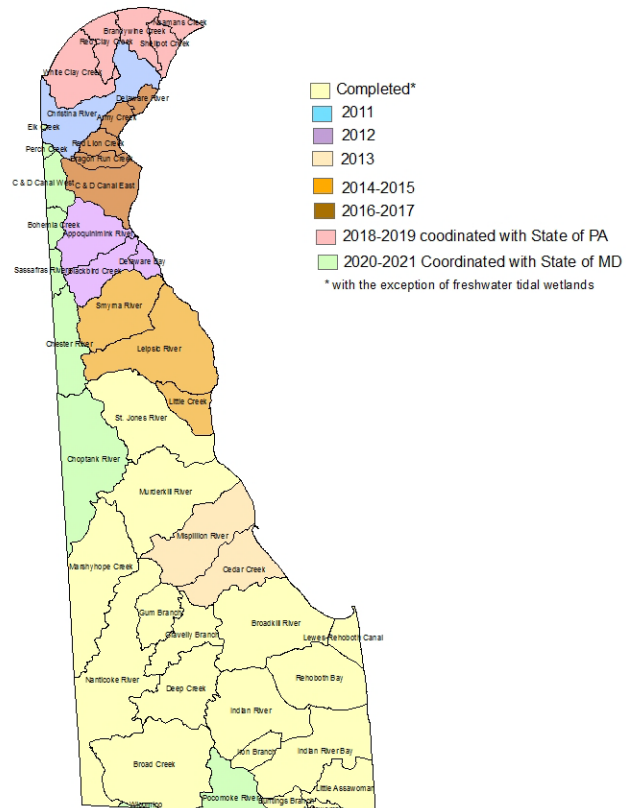 Naamans Creek
Brandywine Creek
Red Clay Creek
Shellpot Creek
White Clay Creek
Delaware River
Christina River
Army Creek
Elk Creek
Red Lion Creek
Perch Creek
Dragon Run Creek
C & D Canal West
C & D Canal East
Bohemia Creek
Appoquinimink River
Sassafras River
Blackbird Creek
Delaware Bay
Smyrna River
Chester River
Leipsic River
Little Creek
St. Jones River
Choptank River
Murderkill River
Mispillion River
Marshyhope Creek
Cedar Creek
Gum Branch
Broadkill River
Gravelly Branch
Lewes-Rehoboth Canal
Nanticoke River
Rehoboth Bay
Deep Creek
Indian River
Iron Branch
Indian River Bay
Broad Creek
Little Assawoman
Pocomoke River
Buntings Branch
Wicomico
Completed*
2011
2012
2013
2014-2015
2016-2017
2018-2019 coodinated with State of PA
2020-2021 Coordinated with State of MD
* with the exception of freshwater tidal wetlands